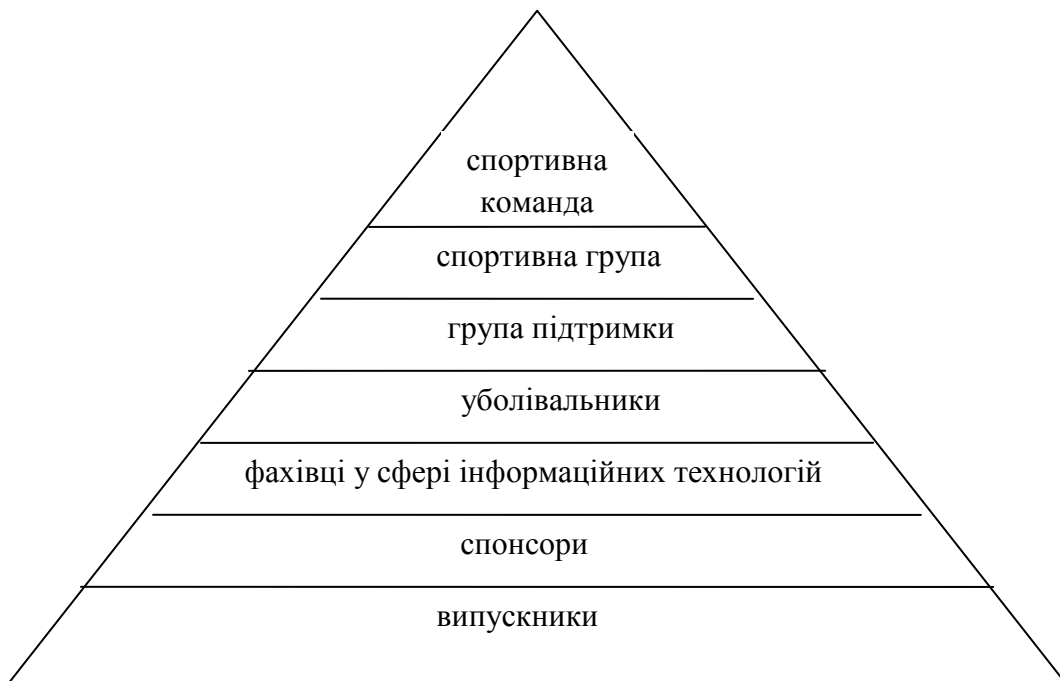 спортивна
команда
спортивна група
група підтримки
уболівальники
фахівці у сфері інформаційних технологій
спонсори
випускники